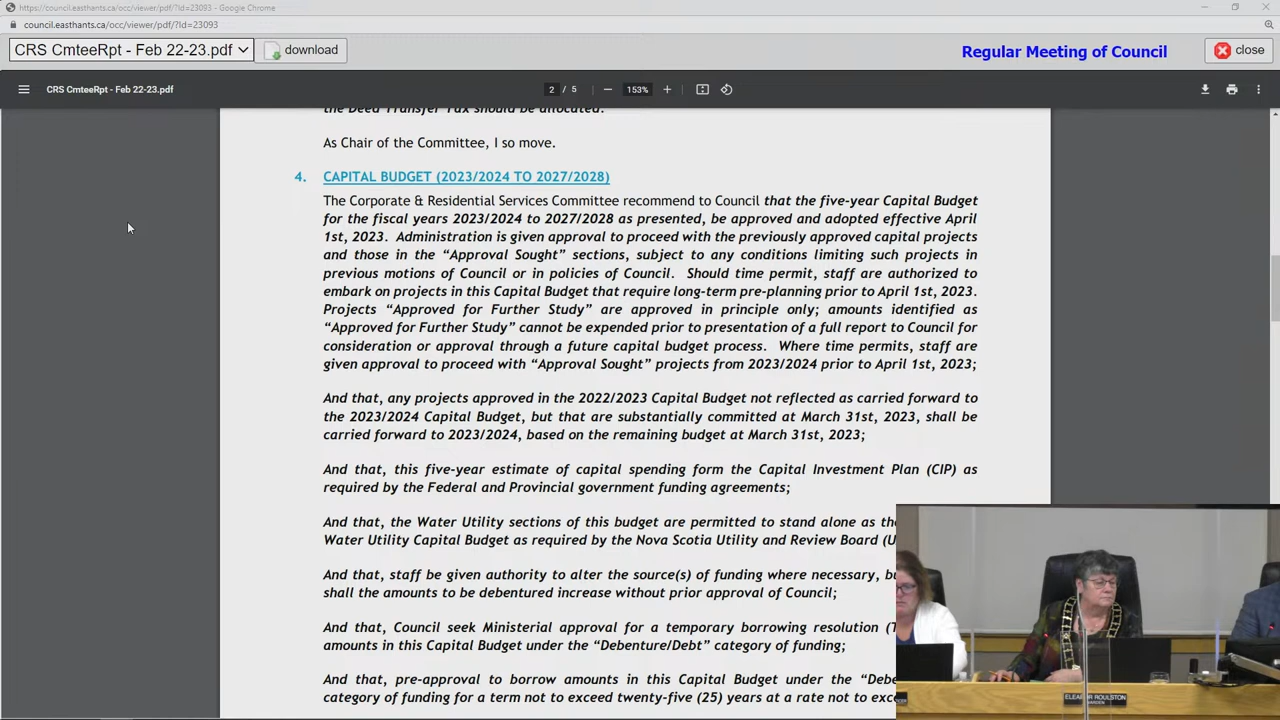 https://council.easthants.ca/occ/viewer/pdf/?Id=23093 - Google Chrome
council.easthants.ca/occ/viewer/pdf/?Id=23093
CRS CmteeRpt - Feb 22-23.pdf
download
Regular Meeting of Council
close
CRS CmteeRpt - Feb 22-23.pdf
2 / 5
153%
the Deed Transfer Tax should be allocated.
As Chair of the Committee, I so move.
4. CAPITAL BUDGET (2023/2024 TO 2027/2028)
The Corporate & Residential Services Committee recommend to Council that the five-year Capital Budget
for the fiscal years 2023/2024 to 2027/2028 as presented, be approved and adopted effective April
1st, 2023. Administration is given approval to proceed with the previously approved capital projects
and those in the “Approval Sought” sections, subject to any conditions limiting such projects in
previous motions of Council or in policies of Council. Should time permit, staff are authorized to
embark on projects in this Capital Budget that require long-term pre-planning prior to April 1st, 2023.
Projects “Approved for Further Study” are approved in principle only; amounts identified as
“Approved for Further Study” cannot be expended prior to presentation of a full report to Council for
consideration or approval through a future capital budget process. Where time permits, staff are
given approval to proceed with “Approval Sought” projects from 2023/2024 prior to April 1st, 2023;
And that, any projects approved in the 2022/2023 Capital Budget not reflected as carried forward to
the 2023/2024 Capital Budget, but that are substantially committed at March 31st, 2023, shall be
carried forward to 2023/2024, based on the remaining budget at March 31st, 2023;
And that, this five-year estimate of capital spending form the Capital Investment Plan (CIP) as
required by the Federal and Provincial government funding agreements;
And that, the Water Utility sections of this budget are permitted to stand alone as
Water Utility Capital Budget as required by the Nova Scotia Utility and Review Board
And that, staff be given authority to alter the source(s) of funding where necessary,
shall the amounts to be debentured increase without prior approval of Council;
And that, Council seek Ministerial approval for a temporary borrowing resolution
amounts in this Capital Budget under the “Debenture/Debt” category of funding;
And that, pre-approval to borrow amounts in this Capital Budget under the
category of funding for a term not to exceed twenty-five (25) years at a rate not to
ELEANOR ROULSTON
WARDEN